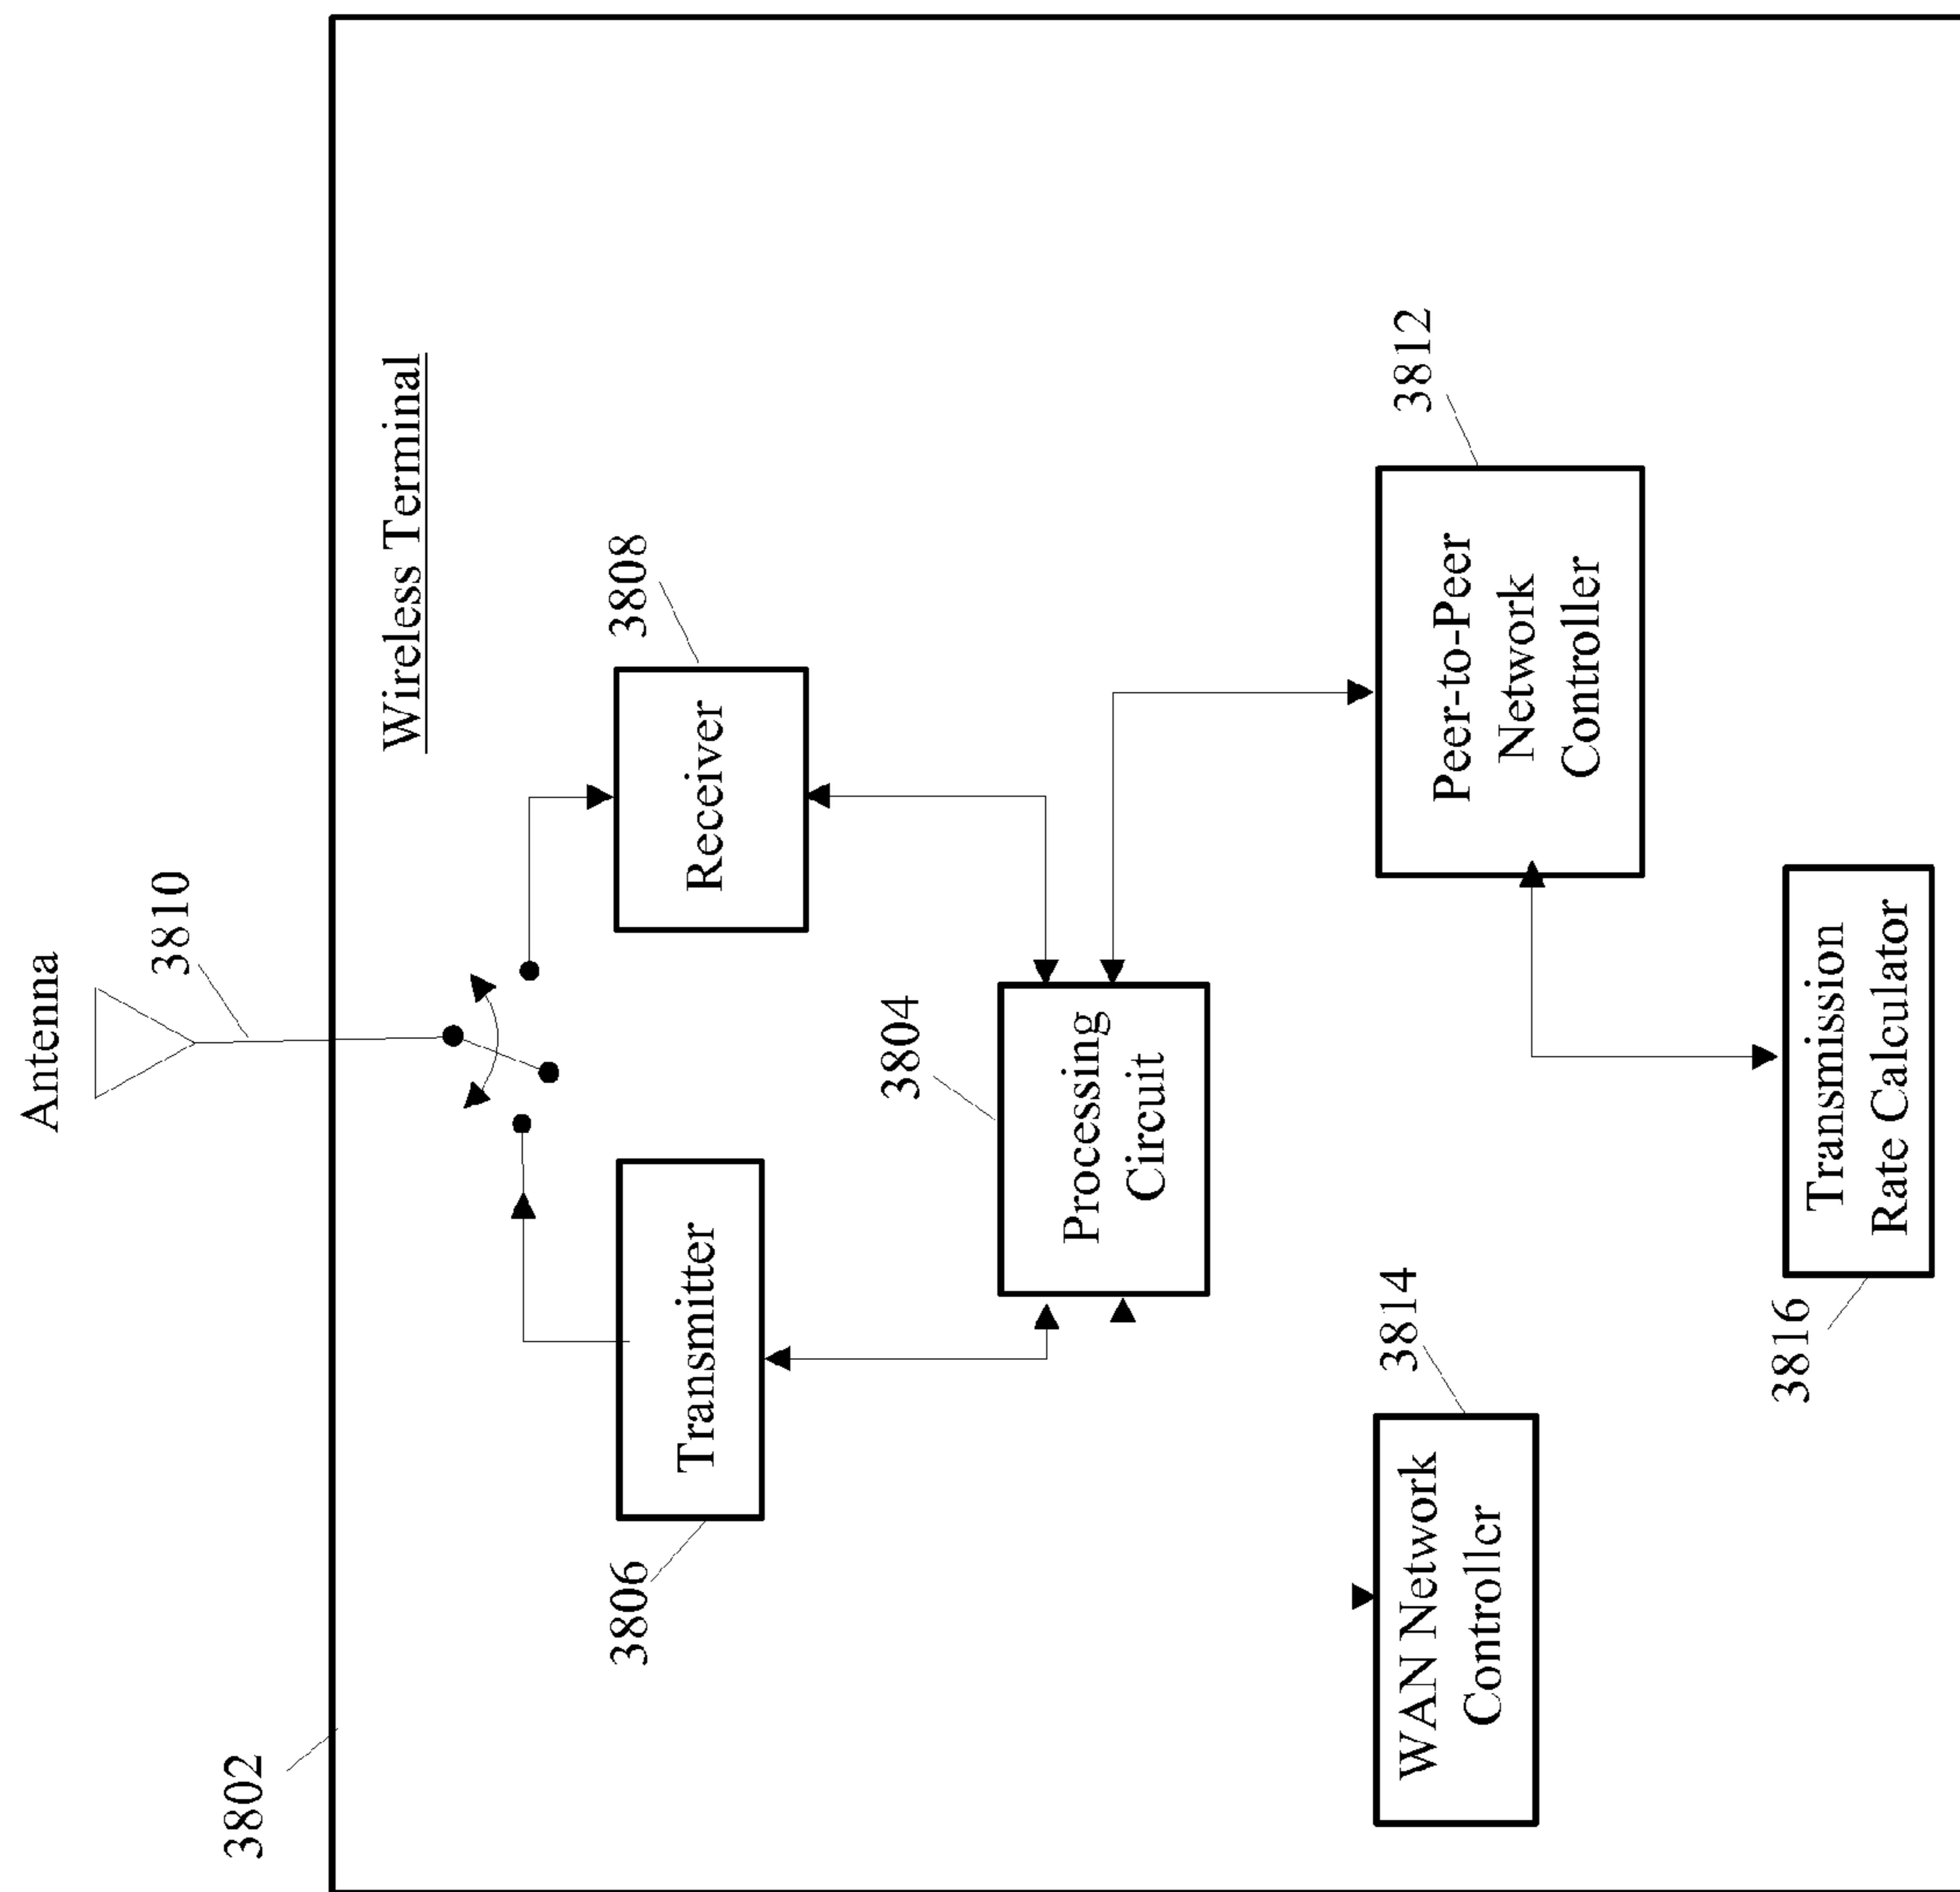 Antenna
3810
3802
Wireless Terminal
3806
Transmitter
Receiver
3808
3804
Processing
Circuit
3814
WAN Network
Controller
Peer-to-Peer
Network
Controller
3812
3816
Transmission
Rate Calculator